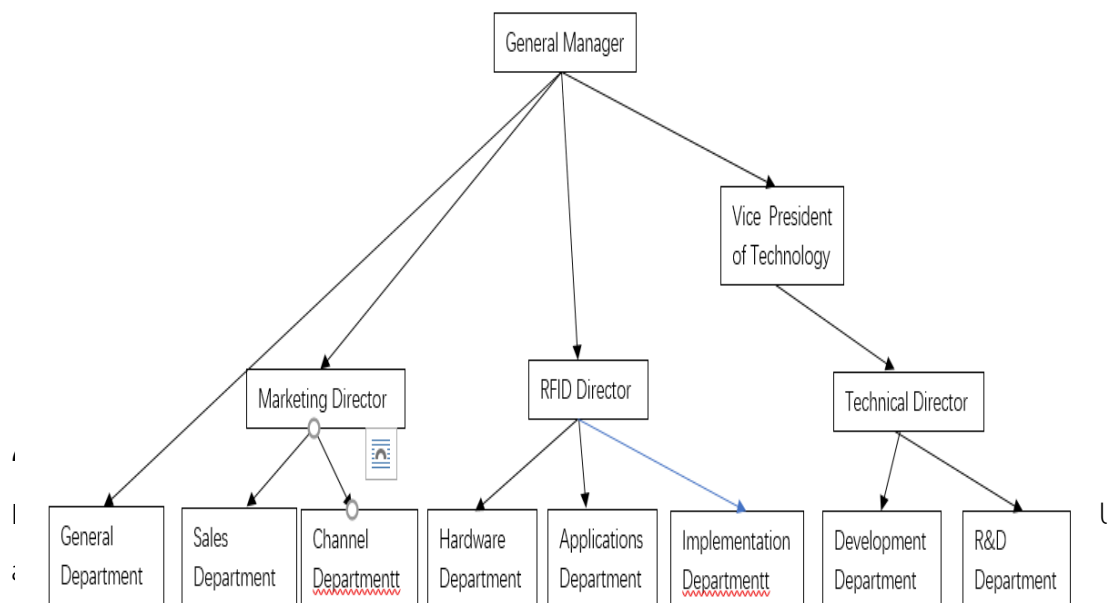 General Manager
Vice President
of Technology
Marketing Director
RFID Director
Technical Director
General
Department
Sales
Department
Channel
Departmentt
Hardware
Department
Applications
Department
Implementation
Departmentt
Development
Department
R&D
Department